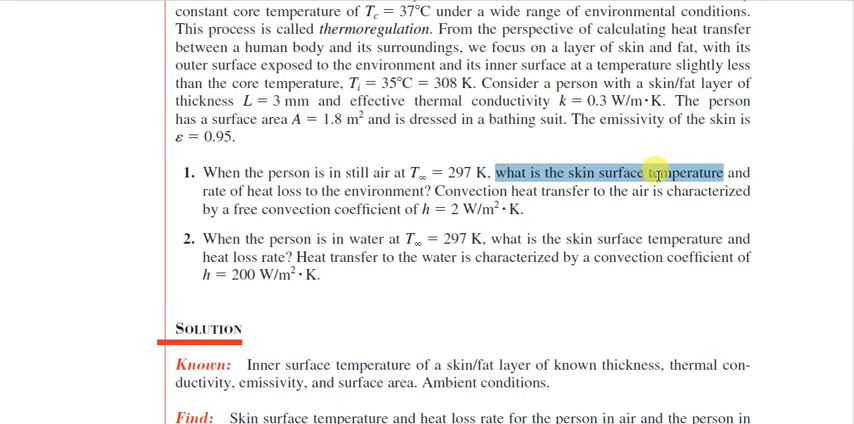 constant core temperature of T_c = 37°C under a wide range of environmental conditions.
This process is called thermoregulation. From the perspective of calculating heat transfer
between a human body and its surroundings, we focus on a layer of skin and fat, with its
outer surface exposed to the environment and its inner surface at a temperature slightly less
than the core temperature, T_i = 35°C = 308 K. Consider a person with a skin/fat layer of
thickness L = 3 mm and effective thermal conductivity k = 0.3 W/m · K. The person
has a surface area A = 1.8 m² and is dressed in a bathing suit. The emissivity of the skin is
ε = 0.95.
1. When the person is in still air at T_∞ = 297 K, what is the skin surface temperature and
rate of heat loss to the environment? Convection heat transfer to the air is characterized
by a free convection coefficient of h = 2 W/m² · K.
2. When the person is in water at T_∞ = 297 K, what is the skin surface temperature and
heat loss rate? Heat transfer to the water is characterized by a convection coefficient of
h = 200 W/m² · K.
SOLUTION
Known: Inner surface temperature of a skin/fat layer of known thickness, thermal con-
ductivity, emissivity, and surface area. Ambient conditions.
Find: Skin surface temperature and heat loss rate for the person in air and the person in